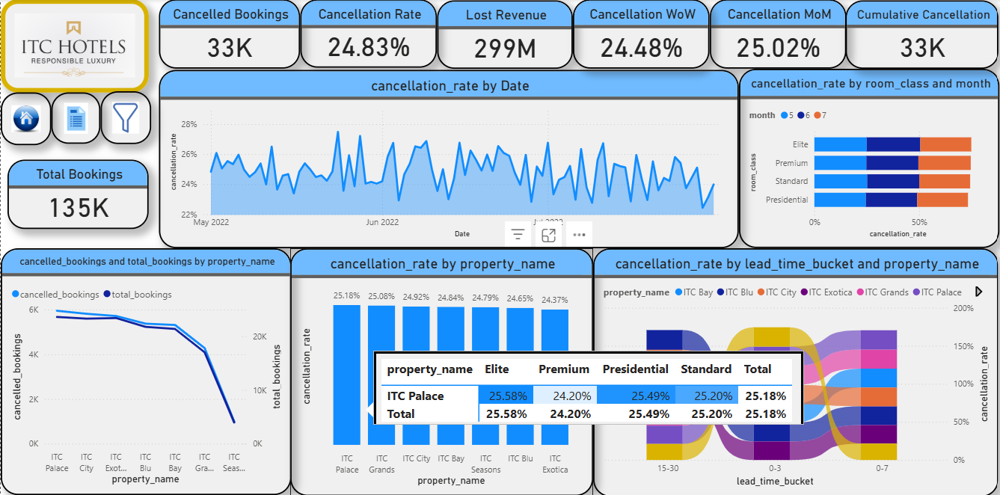 ITC HOTELS
RESPONSIBLE LUXURY
Cancelled Bookings
33K
Cancellation Rate
24.83%
Lost Revenue
299M
Cancellation WoW
24.48%
Cancellation MoM
25.02%
Cumulative Cancellation
33K
Total Bookings
135K
cancellation_rate by Date
cancellation_rate
28%
26%
24%
22%
May 2022
Jun 2022
Jul 2022
Date
cancellation_rate by room_class and month
month 5 6 7
room_class
Elite
Premium
Standard
Presidential
0%
50%
cancellation_rate
cancelled_bookings and total_bookings by property_name
cancelled_bookings total_bookings
cancelled_bookings
6K
4K
2K
0K
20K
10K
0K
total_bookings
ITC Palace
ITC City
ITC Exot...
ITC Blu
ITC Bay
ITC Gra...
ITC Seas...
property_name
cancellation_rate by property_name
cancellation_rate
25.18%
25.08%
24.92%
24.84%
24.79%
24.65%
24.37%
ITC Palace
ITC Grands
ITC City
ITC Bay
ITC Seasons
ITC Blu
ITC Exotica
property_name
property_name Elite Premium Presidential Standard Total
ITC Palace 25.58% 24.20% 25.49% 25.20% 25.18%
Total 25.58% 24.20% 25.49% 25.20% 25.18%
cancellation_rate by lead_time_bucket and property_name
property_name ITC Bay ITC Blu ITC City ITC Exotica ITC Grands ITC Palace
200%
150%
100%
50%
0%
cancellation_rate
15-30
0-3
0-7
lead_time_bucket